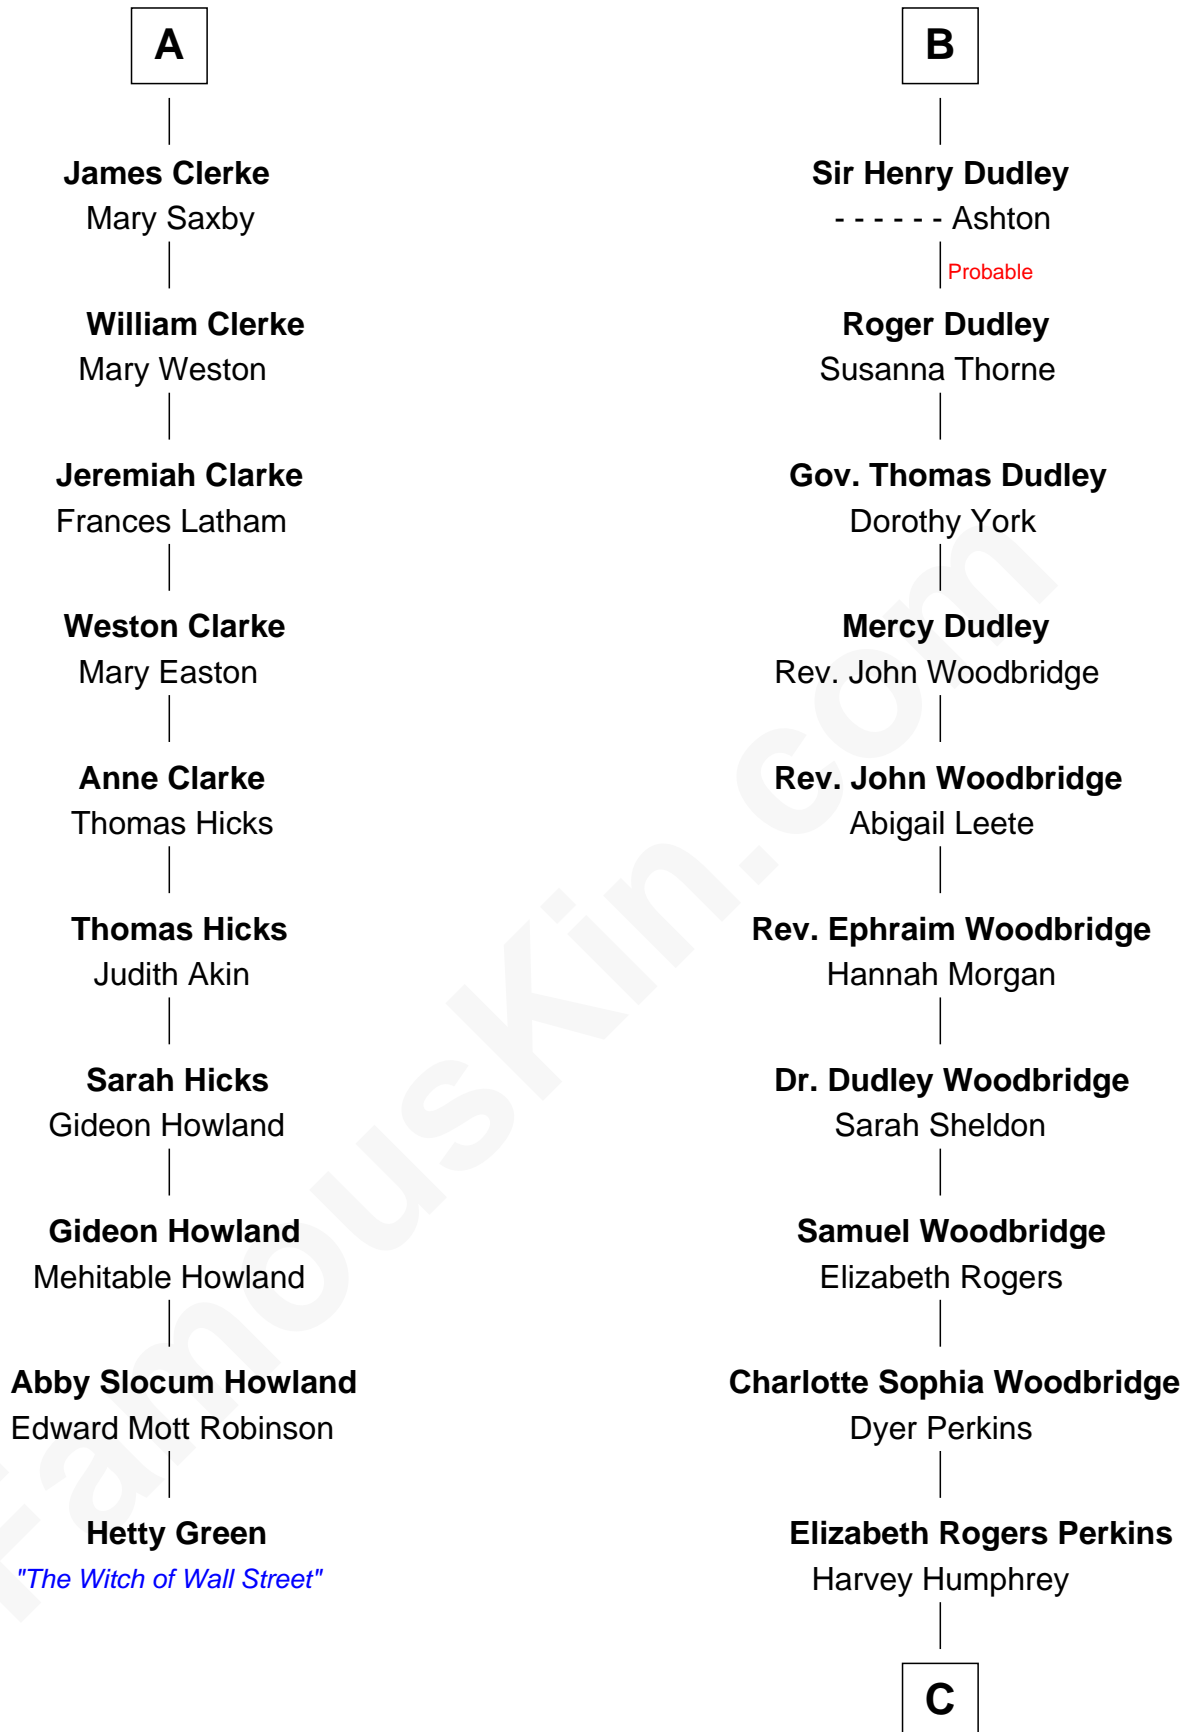 A
James Clerke
Mary Saxby
William Clerke
Mary Weston
Jeremiah Clarke
Frances Latham
Weston Clarke
Mary Easton
Anne Clarke
Thomas Hicks
Thomas Hicks
Judith Akin
Sarah Hicks
Gideon Howland
Gideon Howland
Mehitable Howland
Abby Slocum Howland
Edward Mott Robinson
Hetty Green
"The Witch of Wall Street"
B
Sir Henry Dudley
- - - - - - Ashton
Probable
Roger Dudley
Susanna Thorne
Gov. Thomas Dudley
Dorothy York
Mercy Dudley
Rev. John Woodbridge
Rev. John Woodbridge
Abigail Leete
Rev. Ephraim Woodbridge
Hannah Morgan
Dr. Dudley Woodbridge
Sarah Sheldon
Samuel Woodbridge
Elizabeth Rogers
Charlotte Sophia Woodbridge
Dyer Perkins
Elizabeth Rogers Perkins
Harvey Humphrey
C
FamousKin.com